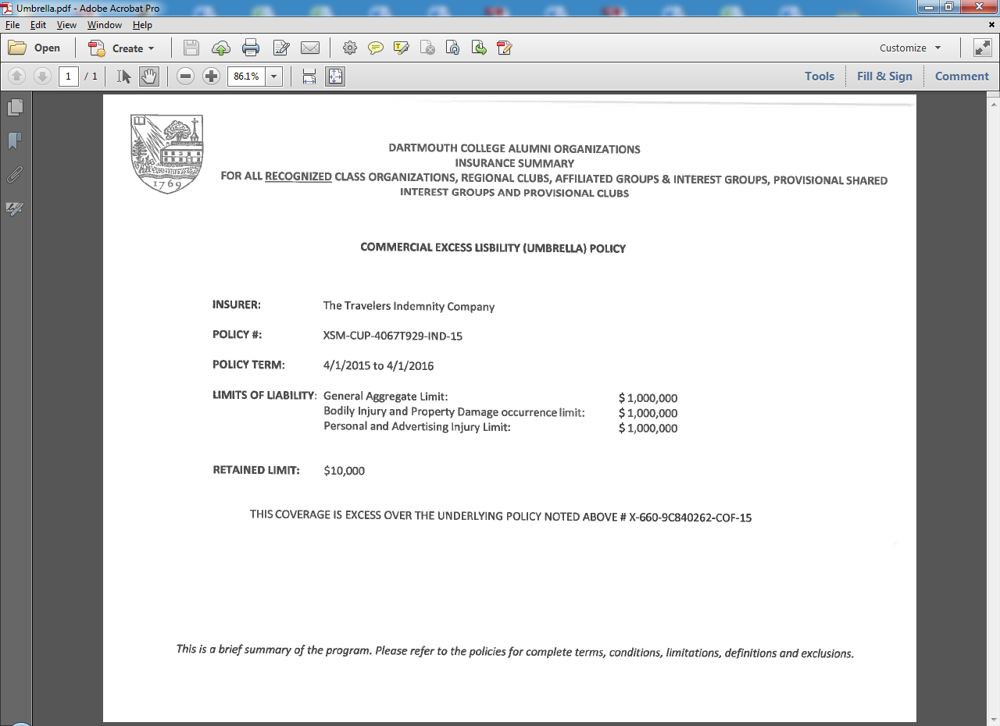 Umbrella.pdf - Adobe Acrobat Pro
File Edit View Window Help
Open Create Customize
1 / 1 86.1% Tools Fill & Sign Comment
1769
DARTMOUTH COLLEGE ALUMNI ORGANIZATIONS
INSURANCE SUMMARY
FOR ALL RECOGNIZED CLASS ORGANIZATIONS, REGIONAL CLUBS, AFFILIATED GROUPS & INTEREST GROUPS, PROVISIONAL SHARED
INTEREST GROUPS AND PROVISIONAL CLUBS
COMMERCIAL EXCESS LISBILITY (UMBRELLA) POLICY
INSURER: The Travelers Indemnity Company
POLICY #: XSM-CUP-4067T929-IND-15
POLICY TERM: 4/1/2015 to 4/1/2016
LIMITS OF LIABILITY: General Aggregate Limit: $ 1,000,000
Bodily Injury and Property Damage occurrence limit: $ 1,000,000
Personal and Advertising Injury Limit: $ 1,000,000
RETAINED LIMIT: $10,000
THIS COVERAGE IS EXCESS OVER THE UNDERLYING POLICY NOTED ABOVE # X-660-9C840262-COF-15
This is a brief summary of the program. Please refer to the policies for complete terms, conditions, limitations, definitions and exclusions.